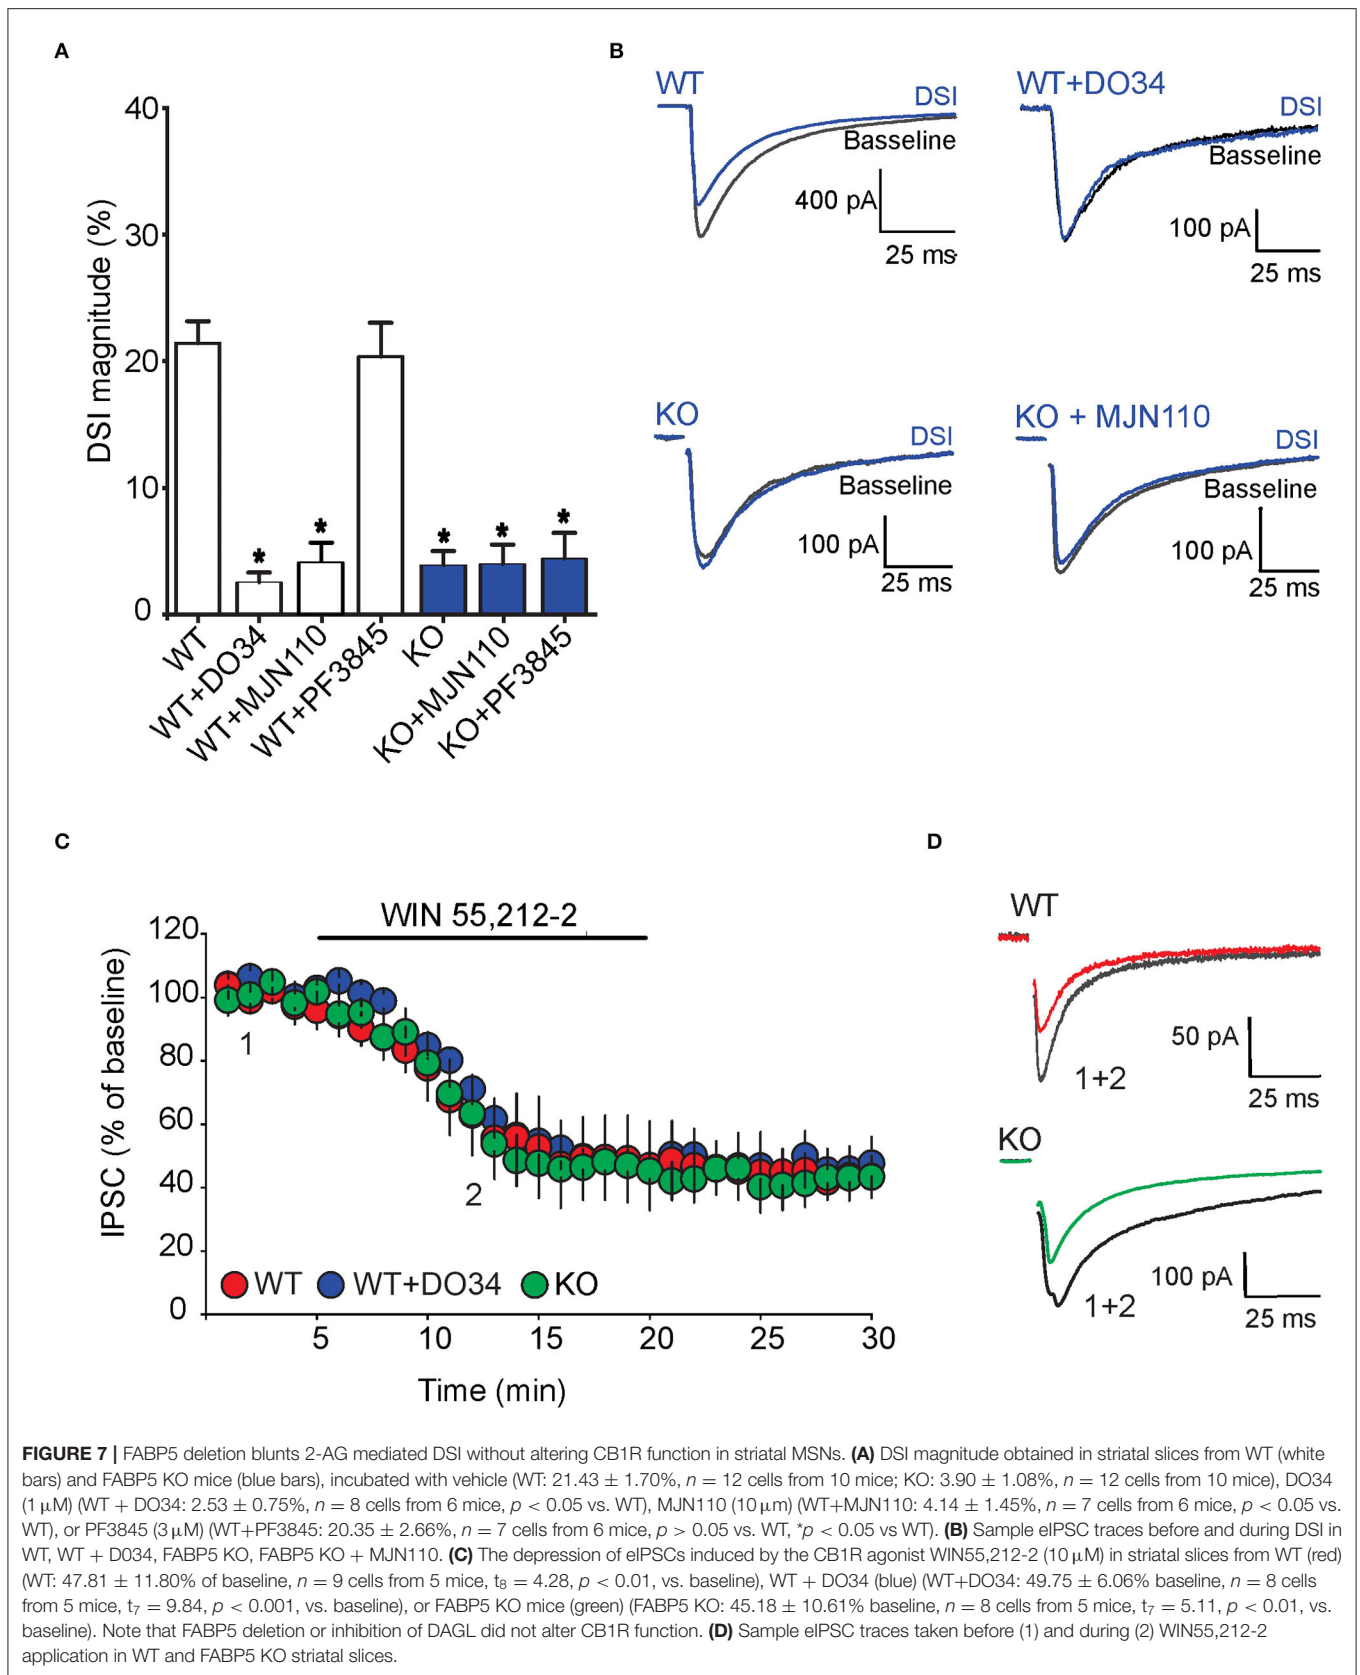 A
40
30
20
10
0
DSI magnitude (%)
WT
WT+DO34
WT+MJN110
WT+PF3845
KO
KO+MJN110
KO+PF3845
*
*
*
*
*
B
WT
DSI
Basseline
400 pA
25 ms
WT+DO34
DSI
Basseline
100 pA
25 ms
KO
DSI
Basseline
100 pA
25 ms
KO + MJN110
DSI
Basseline
100 pA
25 ms
C
WIN 55,212-2
120
100
80
60
40
20
0
IPSC (% of baseline)
1
2
WT
WT+DO34
KO
5
10
15
20
25
30
Time (min)
D
WT
1+2
50 pA
25 ms
KO
1+2
100 pA
25 ms
FIGURE 7 | FABP5 deletion blunts 2-AG mediated DSI without altering CB1R function in striatal MSNs. (A) DSI magnitude obtained in striatal slices from WT (white
bars) and FABP5 KO mice (blue bars), incubated with vehicle (WT: 21.43 ± 1.70%, n = 12 cells from 10 mice; KO: 3.90 ± 1.08%, n = 12 cells from 10 mice), DO34
(1 μM) (WT + DO34: 2.53 ± 0.75%, n = 8 cells from 6 mice, p < 0.05 vs. WT), MJN110 (10 μm) (WT+MJN110: 4.14 ± 1.45%, n = 7 cells from 6 mice, p < 0.05 vs.
WT), or PF3845 (3 μM) (WT+PF3845: 20.35 ± 2.66%, n = 7 cells from 6 mice, p > 0.05 vs. WT, *p < 0.05 vs WT). (B) Sample eIPSC traces before and during DSI in
WT, WT + D034, FABP5 KO, FABP5 KO + MJN110. (C) The depression of eIPSCs induced by the CB1R agonist WIN55,212-2 (10 μM) in striatal slices from WT (red)
(WT: 47.81 ± 11.80% of baseline, n = 9 cells from 5 mice, t8 = 4.28, p < 0.01, vs. baseline), WT + DO34 (blue) (WT+DO34: 49.75 ± 6.06% baseline, n = 8 cells
from 5 mice, t7 = 9.84, p < 0.001, vs. baseline), or FABP5 KO mice (green) (FABP5 KO: 45.18 ± 10.61% baseline, n = 8 cells from 5 mice, t7 = 5.11, p < 0.01, vs.
baseline). Note that FABP5 deletion or inhibition of DAGL did not alter CB1R function. (D) Sample eIPSC traces taken before (1) and during (2) WIN55,212-2
application in WT and FABP5 KO striatal slices.